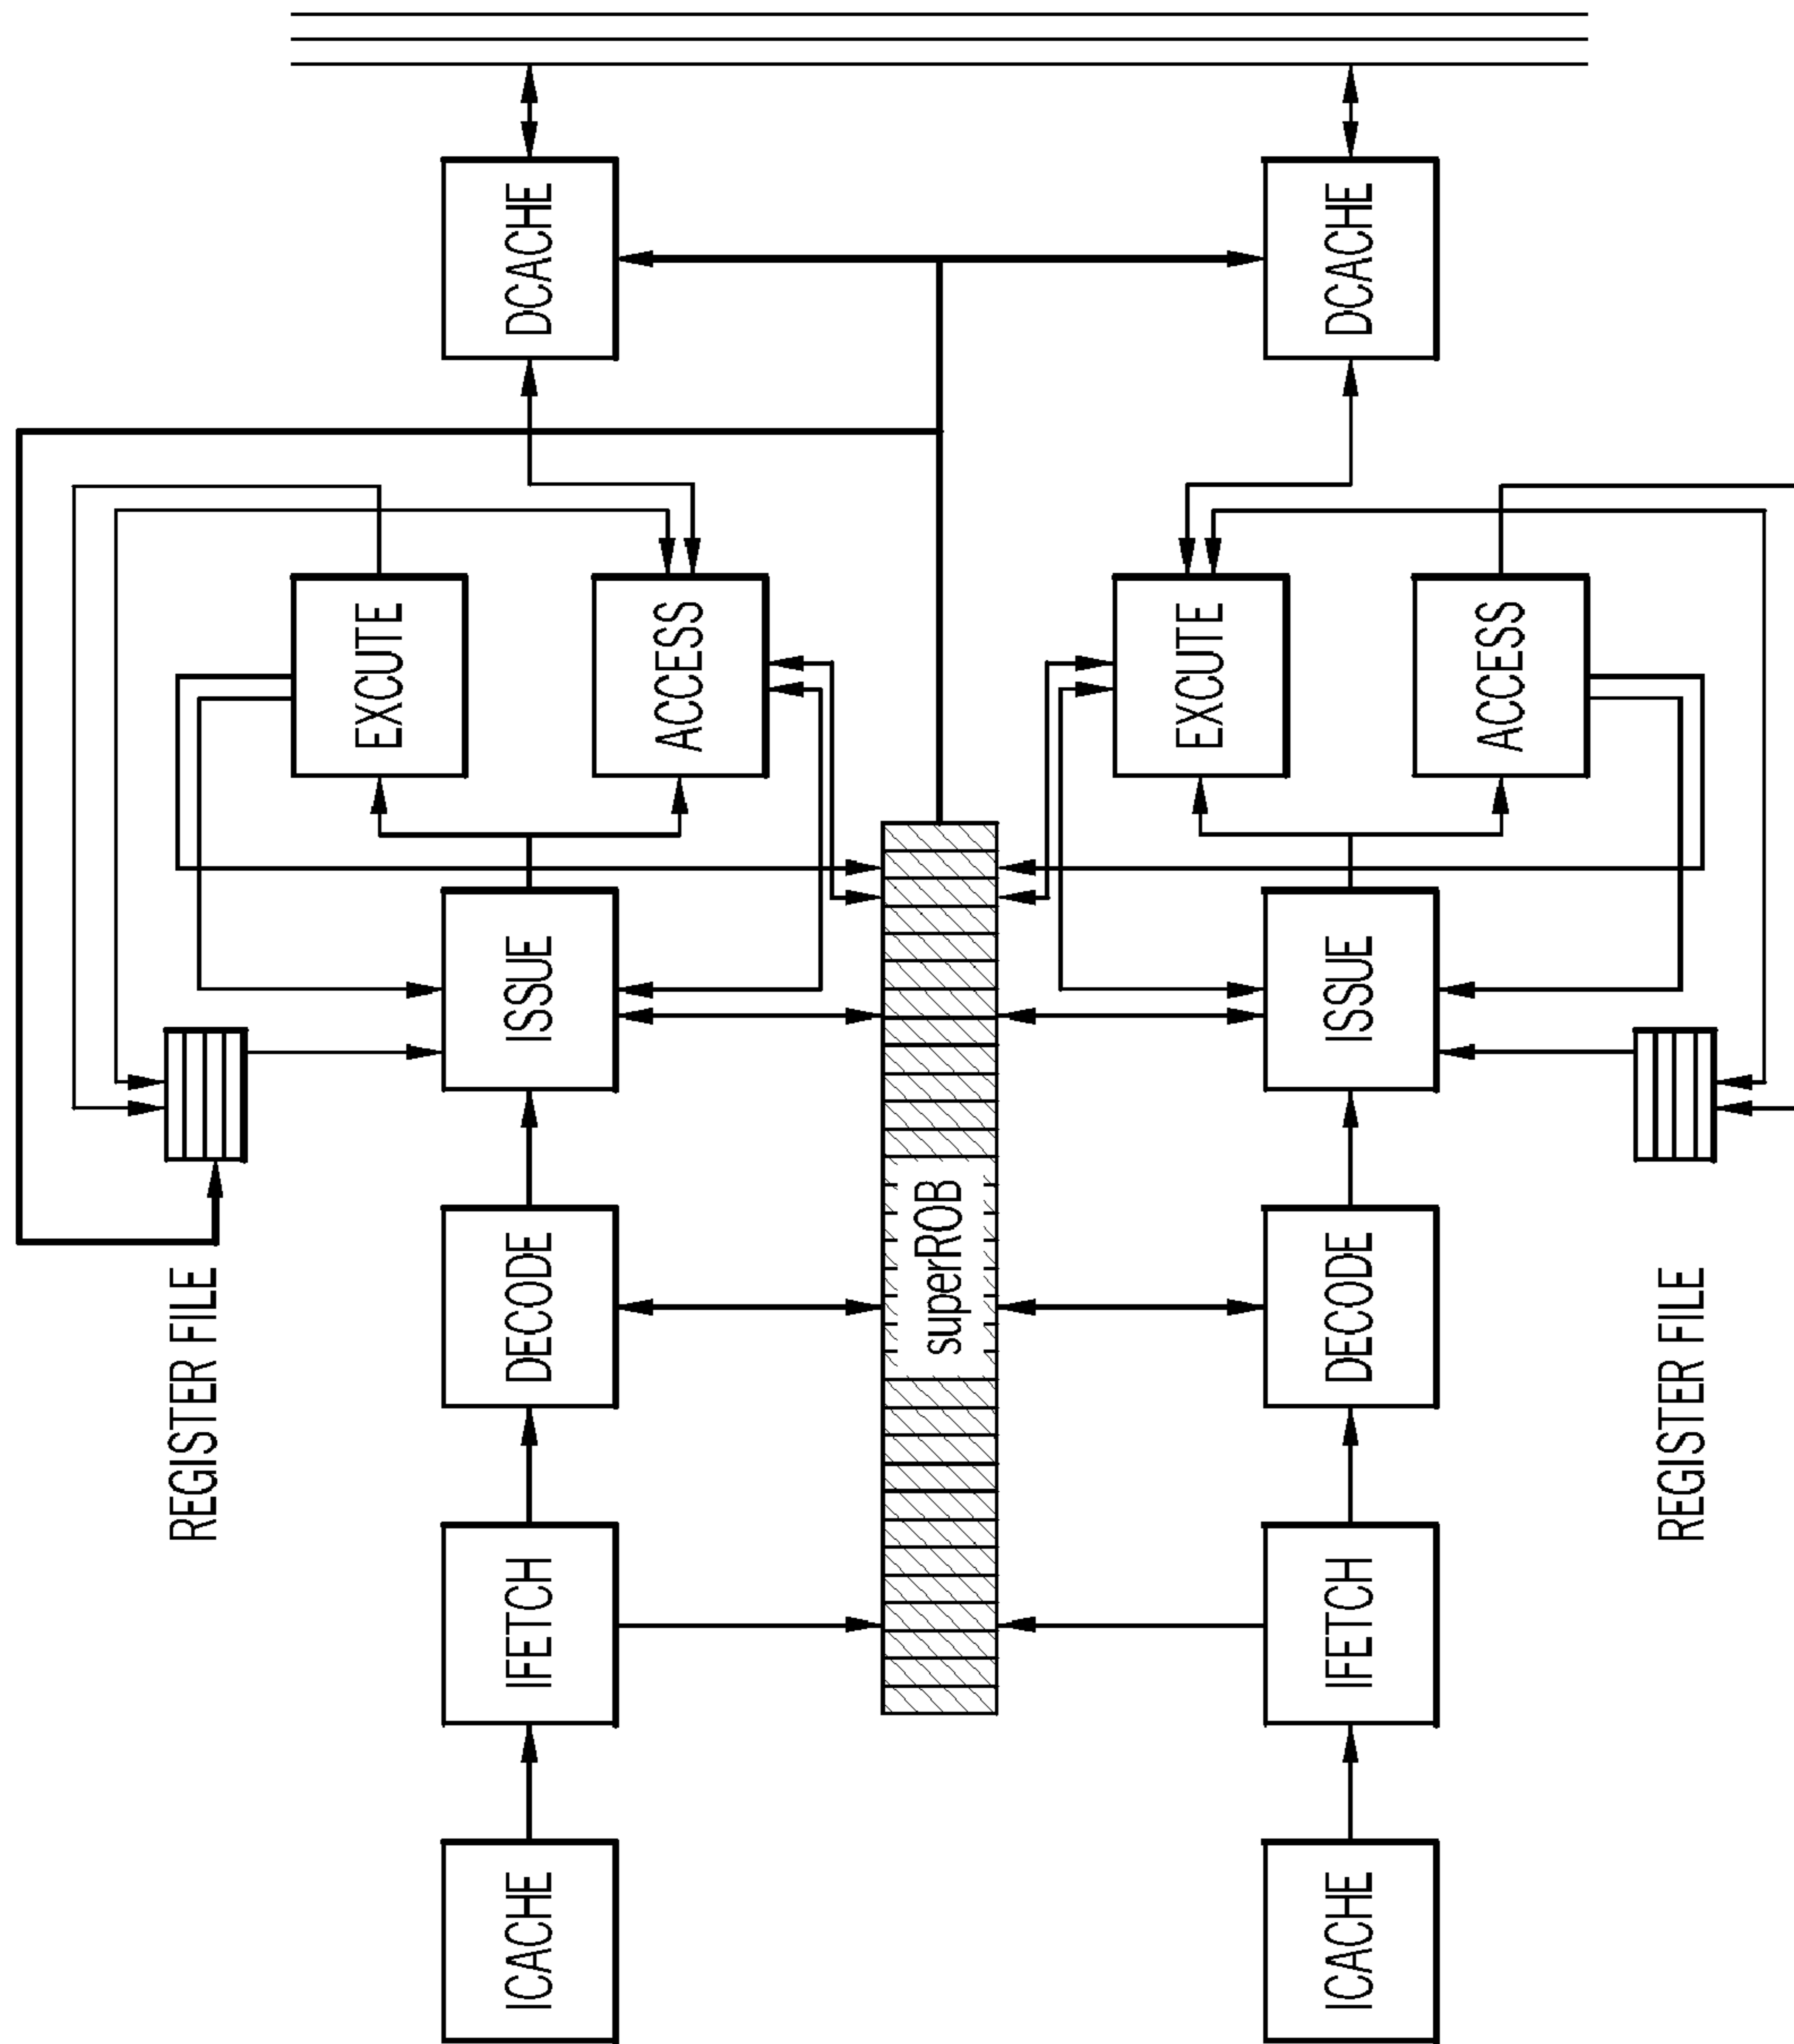 REGISTER FILE
EXCUTE
ICACHE
IFETCH
DECODE
ISSUE
DCACHE
ACCESS
superROB
EXCUTE
ICACHE
IFETCH
DECODE
ISSUE
DCACHE
ACCESS
REGISTER FILE